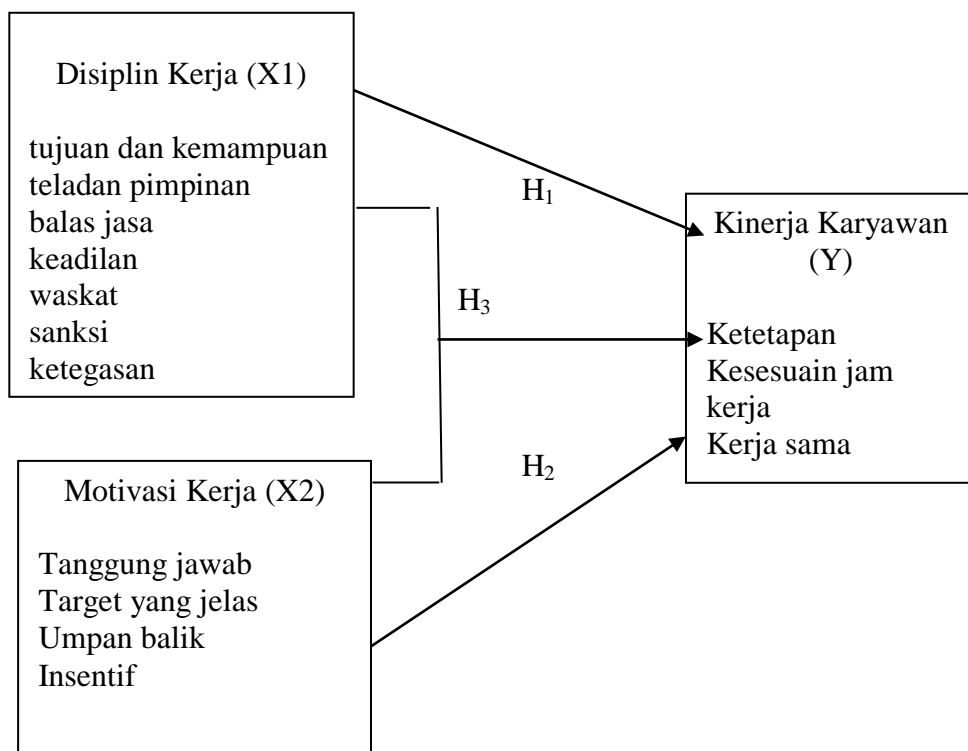 Disiplin Kerja (X1)
tujuan dan kemampuan
teladan pimpinan
balas jasa
keadilan
waskat
sanksi
ketegasan
H₁
H₃
H₂
Motivasi Kerja (X2)
Tanggung jawab
Target yang jelas
Umpan balik
Insentif
Kinerja Karyawan
(Y)
Ketetapan
Kesesuain jam
kerja
Kerja sama